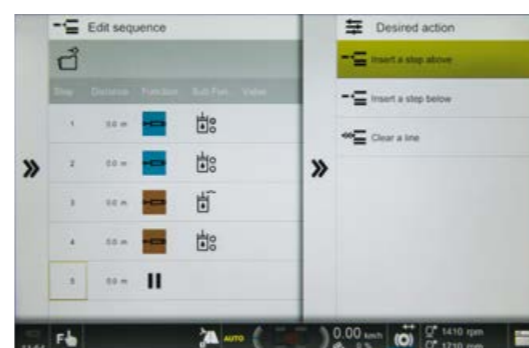 Edit sequence
Step Distance Function Sub Fun. Value
1 0.0 m
2 0.0 m
3 0.0 m
4 0.0 m
5 0.0 m
Desired action
Insert a step above
Insert a step below
Clear a line
F
AUTO
0.00 km/h
0 %
1410 rpm
1710 rpm